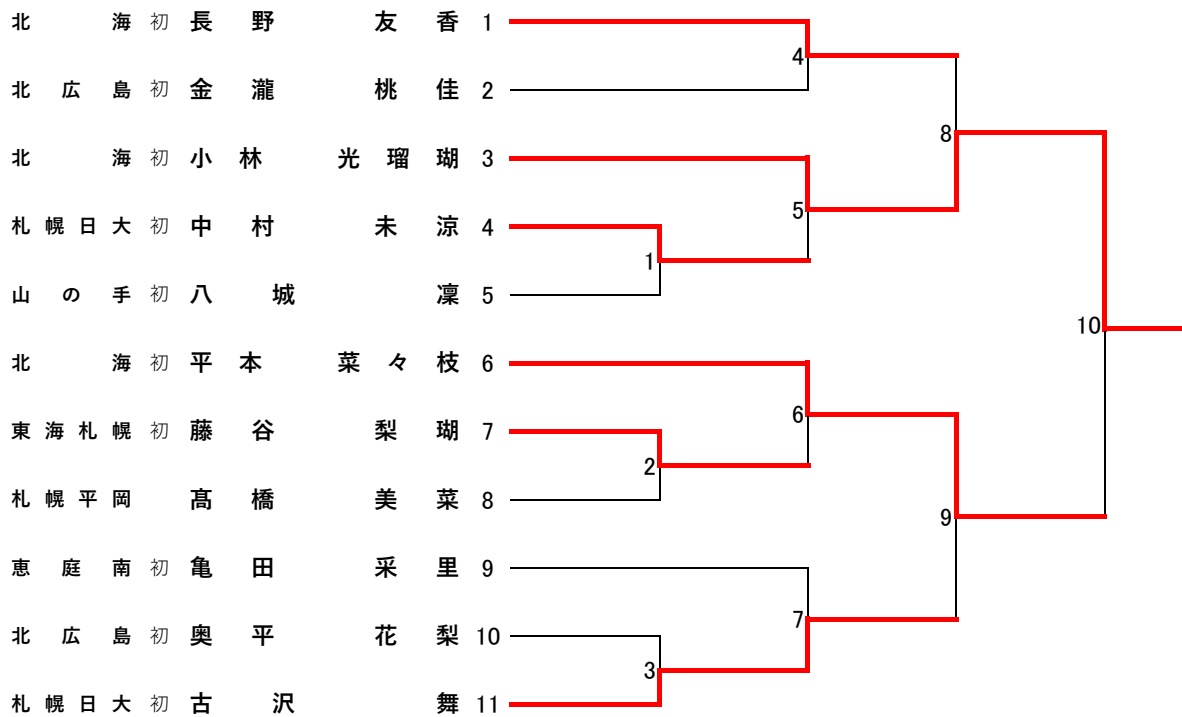 北海 初 長野 友香 1
4
北広島 初 金瀧 桃佳 2
8
北海 初 小林 光瑠瑚 3
5
札幌日大 初 中村 未涼 4
1
山の手 初 八城 凜 5
10
北海 初 平本 菜々枝 6
6
東海札幌 初 藤谷 梨瑚 7
2
札幌平岡 髙橋 美菜 8
9
恵庭南 初 亀田 采里 9
7
北広島 初 奥平 花梨 10
3
札幌日大 初 古沢 舞 11